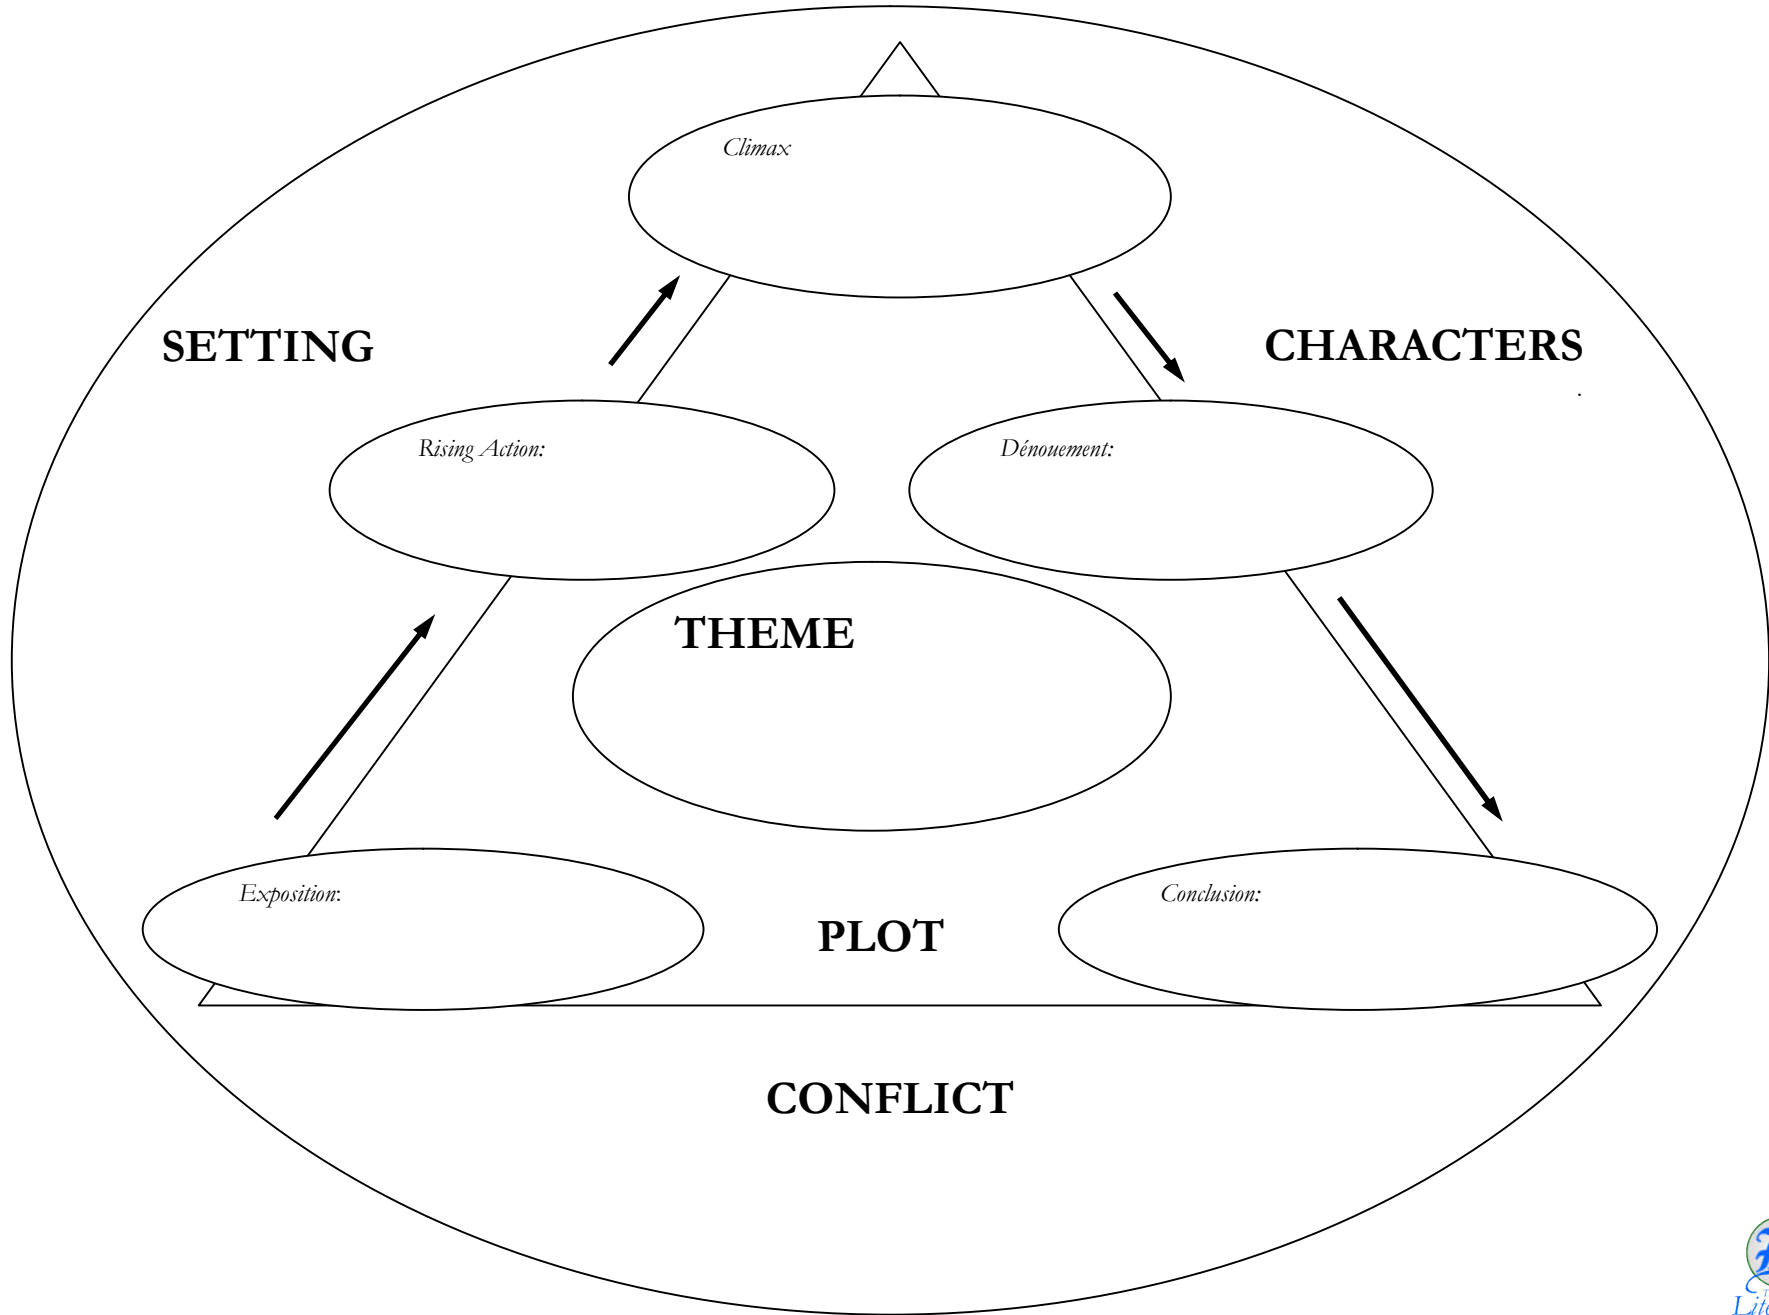 Climax
SETTING
CHARACTERS
.
Rising Action:
Dénouement:
THEME
Exposition:
Conclusion:
PLOT
CONFLICT